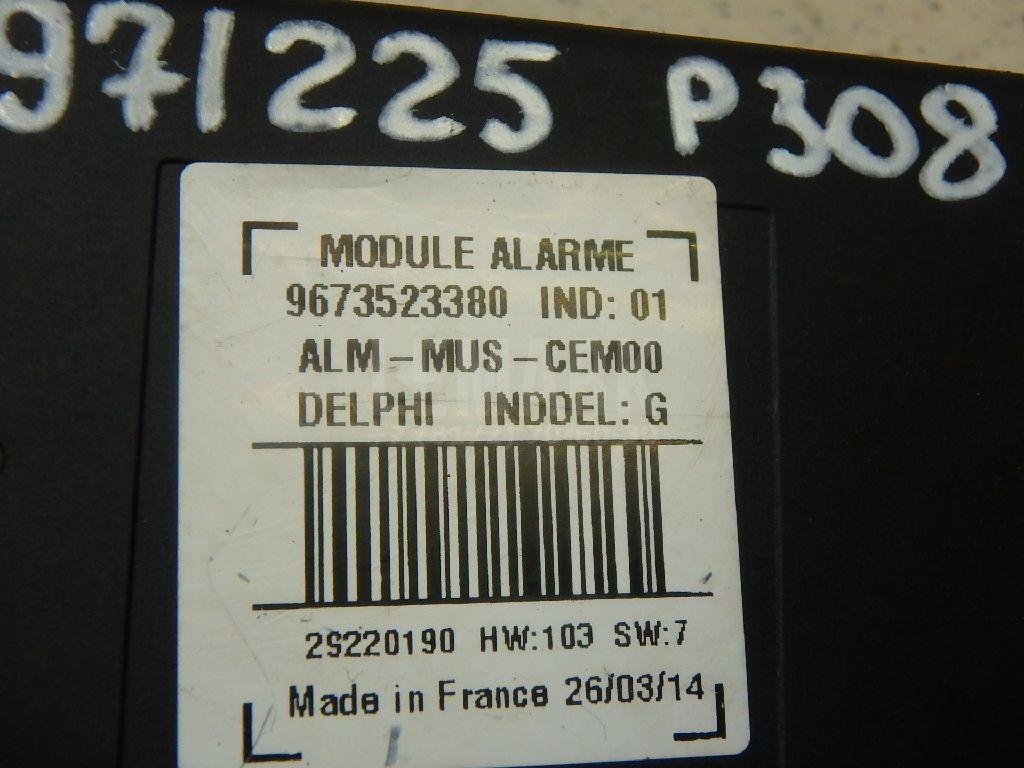 971225 P308
MODULE ALARME
9673523380 IND: 01
ALM-MUS-CEM00
DELPHI INDDEL: G
HW:103 SW:7
Made in France 26/03/14